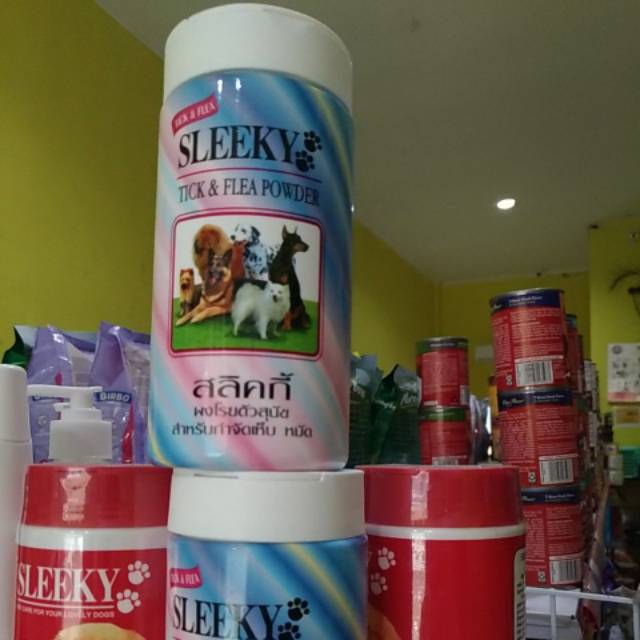 TICK & FLEA
SLEEKY
TICK & FLEA POWDER
สลิคกี้
ผงโรยตัวสุนัข
สำหรับกำจัดเห็บ หมัด
BIRBO
SLEEKY
CARE FOR YOUR LOVELY DOGS
TICK & FLEA
SLEEKY